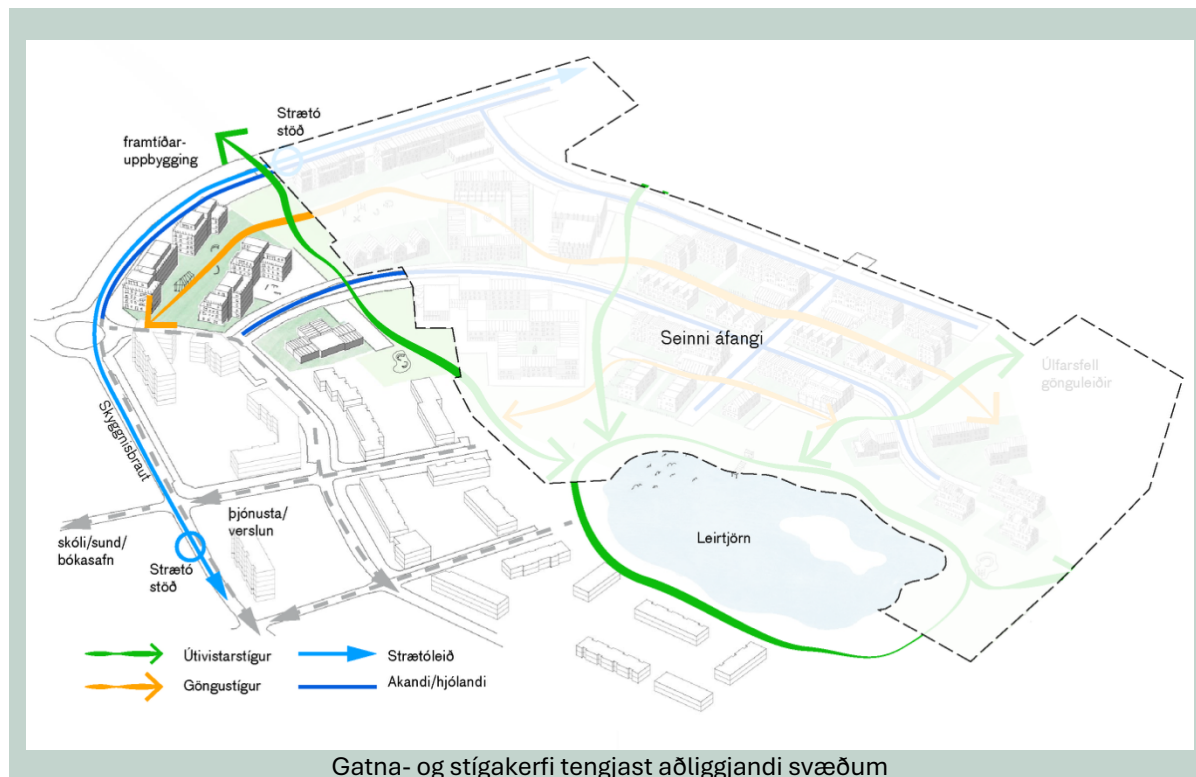 Strætó
stöð
framtíðar-
uppbygging
Seinni áfangi
Úlfarsfell
gönguleiðir
Skyggnisbraut
þjónusta/
verslun
skóli/sund/
bókasafn
Strætó
stöð
Leirtjörn
Útivistarstígur
Strætóleið
Göngustígur
Akandi/hjólandi
Gatna- og stígakerfi tengjast aðliggjandi svæðum